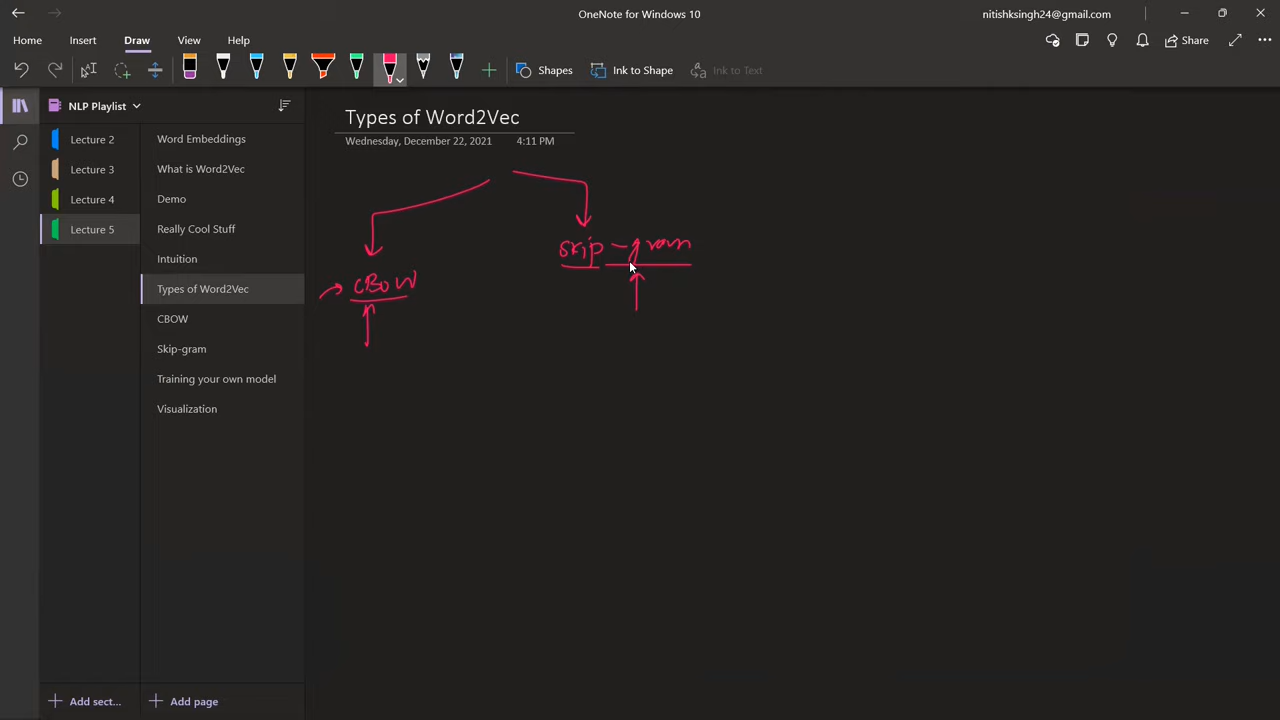 OneNote for Windows 10
nitishksingh24@gmail.com
Home Insert Draw View Help
Share
Shapes
Ink to Shape
Ink to Text
NLP Playlist
Lecture 2
Lecture 3
Lecture 4
Lecture 5
Word Embeddings
What is Word2Vec
Demo
Really Cool Stuff
Intuition
Types of Word2Vec
CBOW
Skip-gram
Training your own model
Visualization
Types of Word2Vec
Wednesday, December 22, 2021 4:11 PM
skip - gram
CBOW
Add sect...
Add page